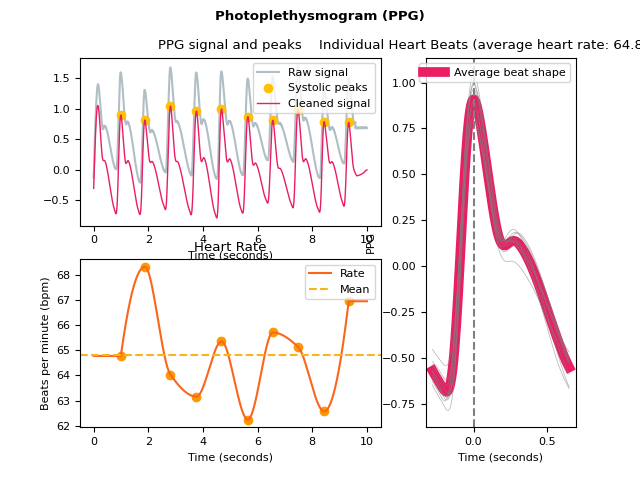 Photoplethysmogram (PPG)
PPG signal and peaks
Individual Heart Beats (average heart rate: 64.8
Raw signal
Systolic peaks
Cleaned signal
1.5
1.0
0.5
0.0
−0.5
0 2 4 6 8 10
Time (seconds)
Average beat shape
1.00
0.75
0.50
0.25
0.00
−0.25
−0.50
−0.75
PPG
0.0 0.5
Time (seconds)
Heart Rate
Rate
Mean
68
67
66
65
64
63
62
Beats per minute (bpm)
0 2 4 6 8 10
Time (seconds)